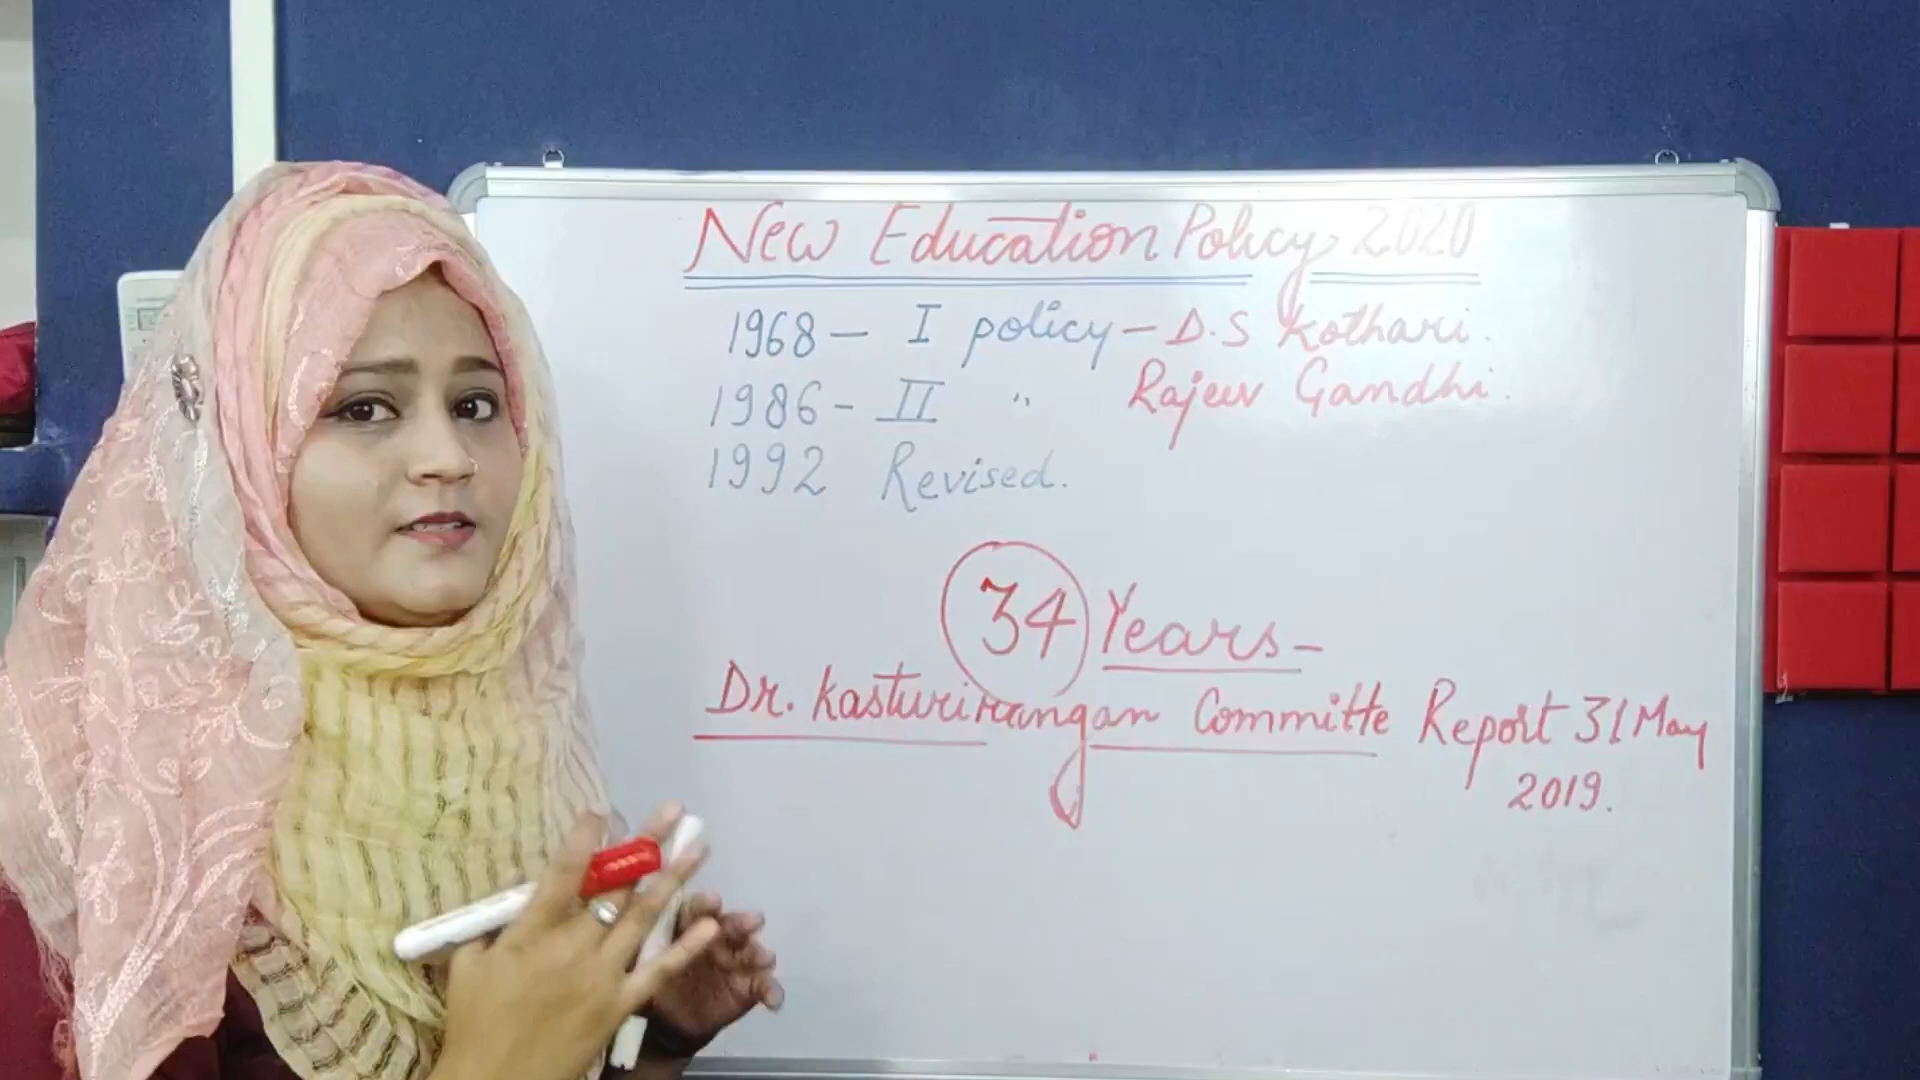 New Education Policy 2020
1968 - I policy - D.S Kothari.
1986 - II " Rajeev Gandhi.
1992 Revised.
34 Years -
Dr. Kasturirangan Committe Report 31 May
2019.